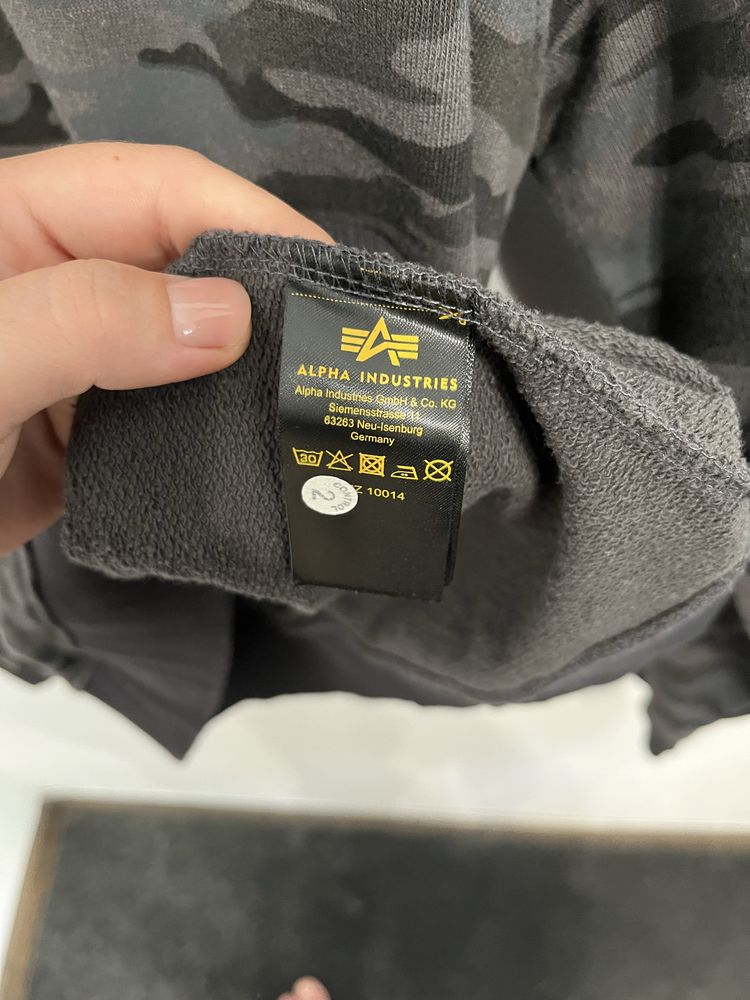 ALPHA INDUSTRIES
Alpha Industries GmbH & Co. KG
Siemensstrasse 11
63263 Neu-Isenburg
Germany
30
Z 10014
CONTROL
2